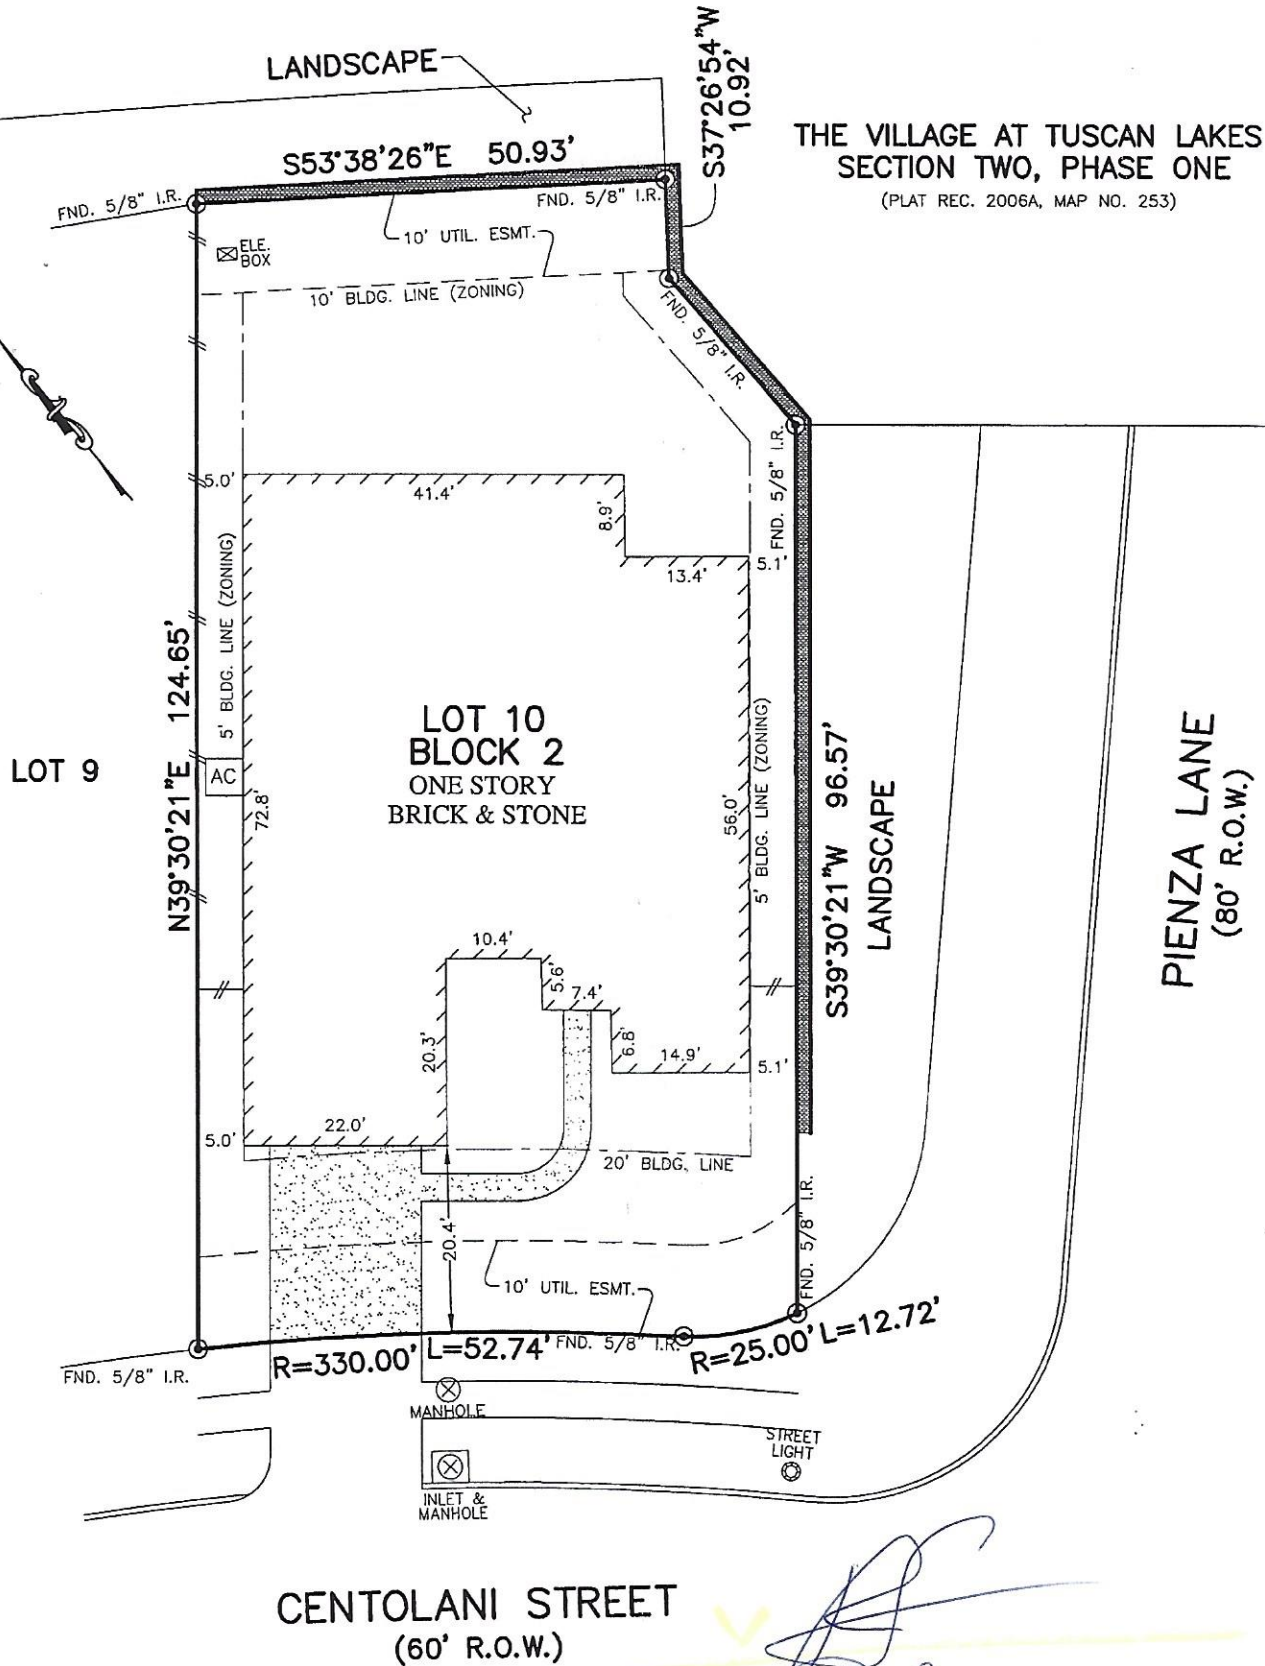 LANDSCAPE
S37°26'54"W
10.92'
THE VILLAGE AT TUSCAN LAKES
SECTION TWO, PHASE ONE
(PLAT REC. 2006A, MAP NO. 253)
S53°38'26"E 50.93'
FND. 5/8" I.R.
FND. 5/8" I.R.
10' UTIL. ESMT.
ELE.
BOX
10' BLDG. LINE (ZONING)
FND. 5/8" I.R.
FND. 5/8" I.R.
5.0'
41.4'
8.9'
13.4'
5.1'
5' BLDG. LINE (ZONING)
N39°30'21"E 124.65'
LOT 10
BLOCK 2
ONE STORY
BRICK & STONE
LOT 9
AC
72.8'
56.0'
5' BLDG. LINE (ZONING)
S39°30'21"W 96.57'
LANDSCAPE
PIENZA LANE
(80' R.O.W.)
10.4'
5.6'
7.4'
20.3'
6.8'
14.9'
5.1'
22.0'
5.0'
20' BLDG. LINE
20.4'
10' UTIL. ESMT.
FND. 5/8" I.R.
FND. 5/8" I.R.
R=330.00' L=52.74'
FND. 5/8" I.R.
R=25.00' L=12.72'
MANHOLE
STREET
LIGHT
INLET &
MANHOLE
CENTOLANI STREET
(60' R.O.W.)